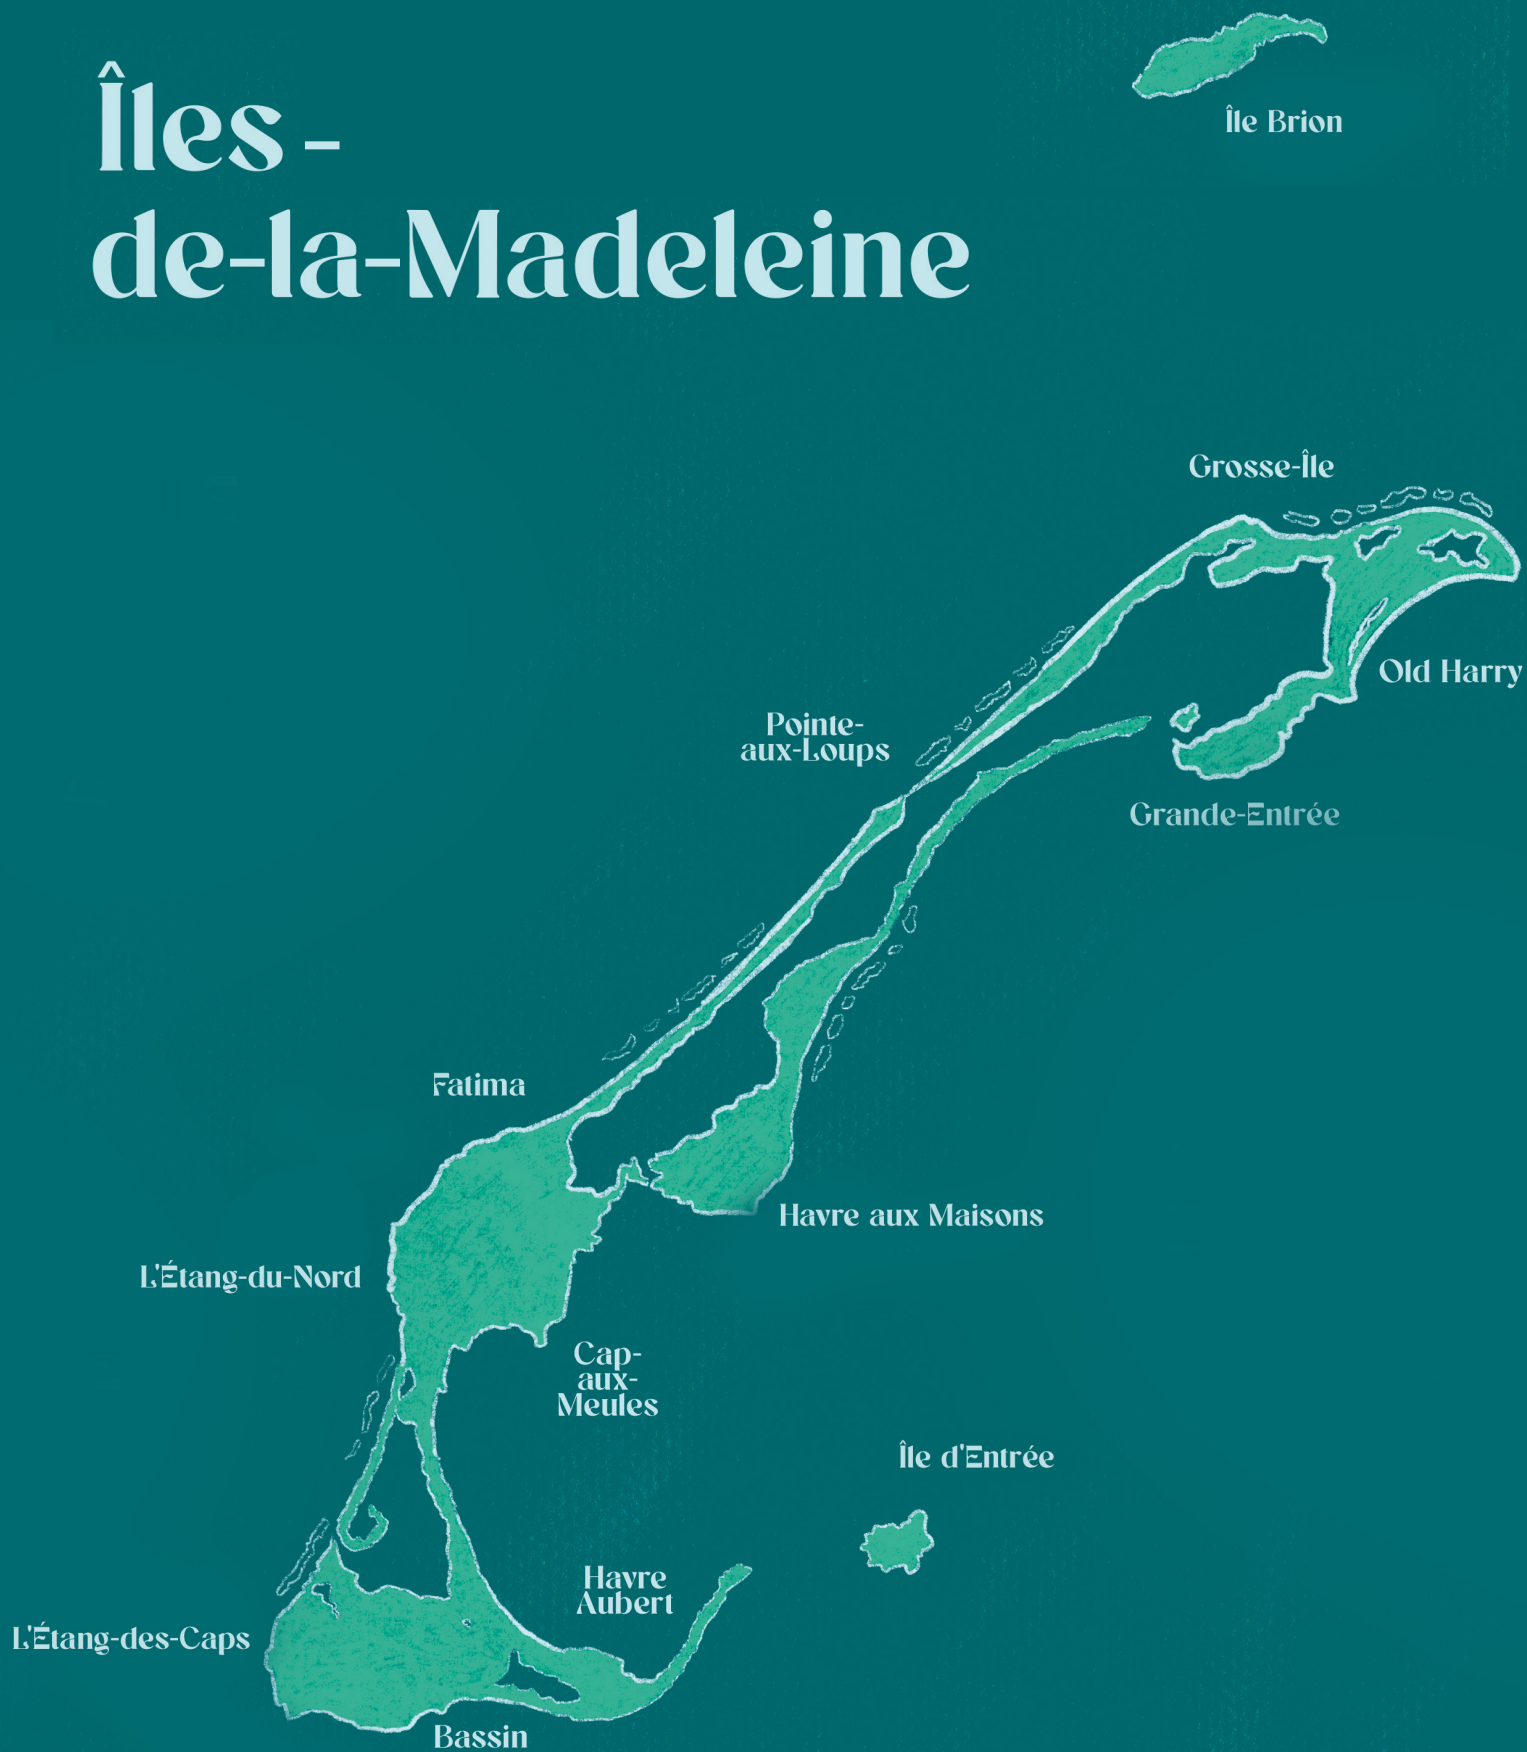 Îles-
de-la-Madeleine
Île Brion
Grosse-Île
Old Harry
Pointe-
aux-Loups
Grande-Entrée
Fatima
Havre aux Maisons
L'Étang-du-Nord
Cap-
aux-
Meules
Île d'Entrée
Havre
Aubert
L'Étang-des-Caps
Bassin